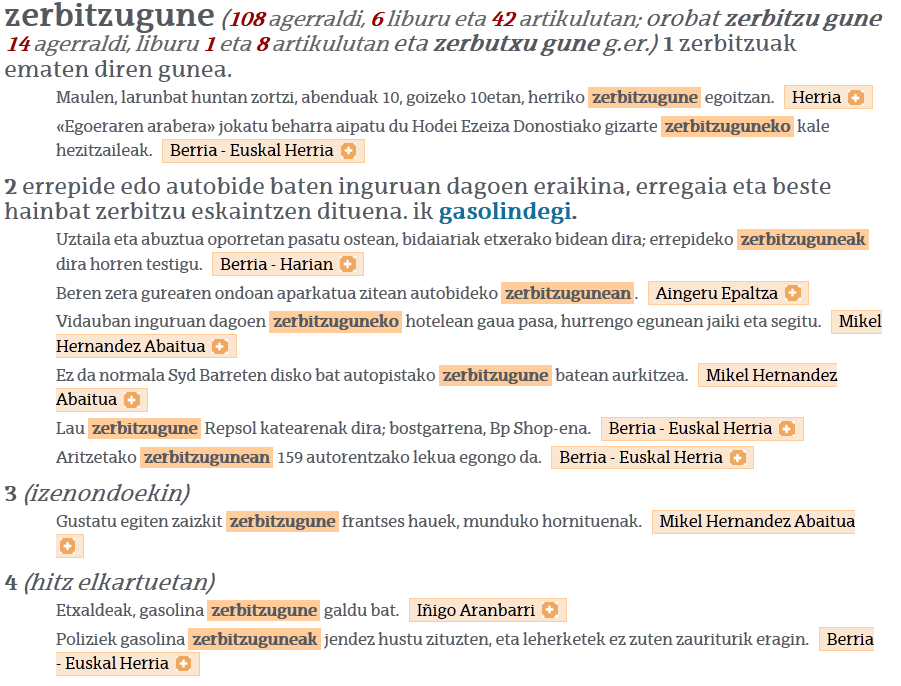 zerbitzugune (108 agerraldi, 6 liburu eta 42 artikulutan; orobat zerbitzu gune
14 agerraldi, liburu 1 eta 8 artikulutan eta zerbutxu gune g.er.) 1 zerbitzuak
ematen diren gunea.
Maulen, larunbat huntan zortzi, abenduak 10, goizeko 10etan, herriko zerbitzugune egoitzan. Herria
«Egoeraren arabera» jokatu beharra aipatu du Hodei Ezeiza Donostiako gizarte zerbitzuguneko kale
hezitzaileak. Berria - Euskal Herria
2 errepide edo autobide baten inguruan dagoen eraikina, erregaia eta beste
hainbat zerbitzu eskaintzen dituena. ik gasolindegi.
Uztaila eta abuztua oporretan pasatu ostean, bidaiariak etxerako bidean dira; errepideko zerbitzuguneak
dira horren testigu. Berria - Harian
Beren zera gurearen ondoan aparkatua zitean autobideko zerbitzugunean. Aingeru Epaltza
Vidauban inguruan dagoen zerbitzuguneko hotelean gaua pasa, hurrengo egunean jaiki eta segitu. Mikel
Hernandez Abaitua
Ez da normala Syd Barreten disko bat autopistako zerbitzugune batean aurkitzea. Mikel Hernandez
Abaitua
Lau zerbitzugune Repsol katearenak dira; bostgarrena, Bp Shop-ena. Berria - Euskal Herria
Aritzetako zerbitzugunean 159 autorentzako lekua egongo da. Berria - Euskal Herria
3 (izenondoekin)
Gustatu egiten zaizkit zerbitzugune frantses hauek, munduko hornituenak. Mikel Hernandez Abaitua
4 (hitz elkartuetan)
Etxaldeak, gasolina zerbitzugune galdu bat. Iñigo Aranbarri
Poliziek gasolina zerbitzuguneak jendez hustu zituzten, eta leherketek ez zuten zauriturik eragin. Berria
- Euskal Herria